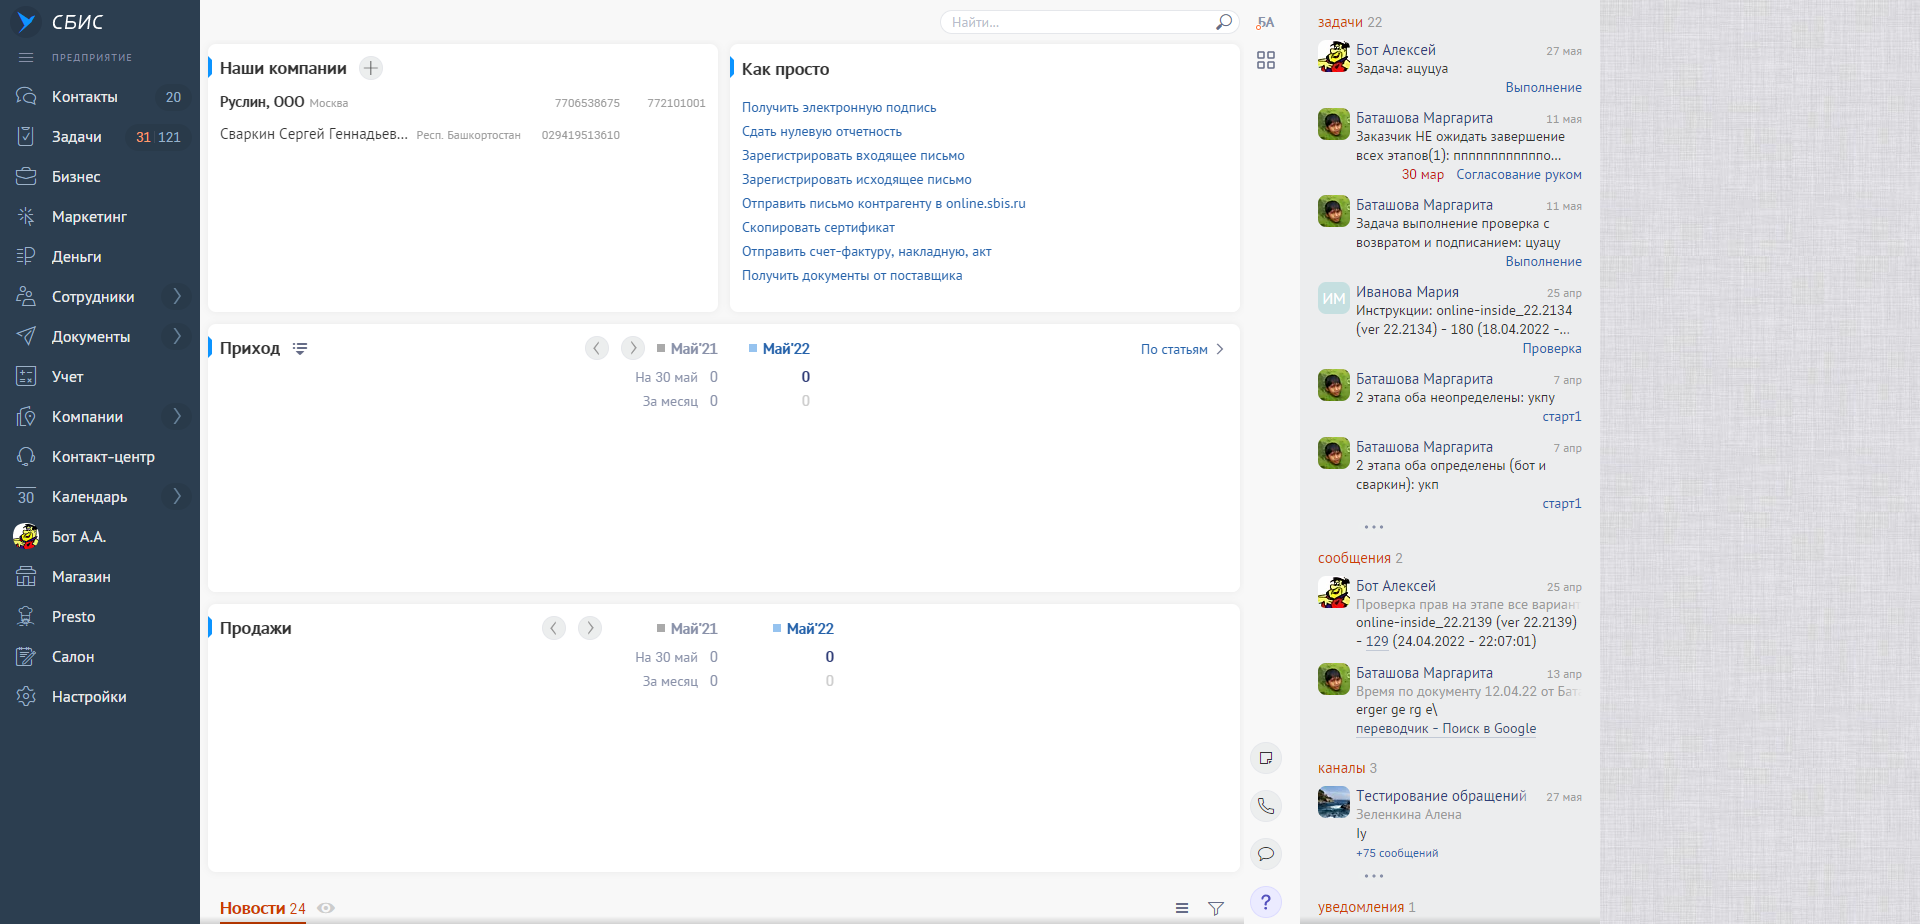 СБИС
ПРЕДПРИЯТИЕ
Контакты 20
Задачи 31 121
Бизнес
Маркетинг
Деньги
Сотрудники
Документы
Учет
Компании
Контакт-центр
30 Календарь
Бот А.А.
Магазин
Presto
Салон
Настройки
Найти...
БА
Наши компании
Руслин, ООО Москва 7706538675 772101001
Сваркин Сергей Геннадьев... Респ. Башкортостан 029419513610
Как просто
Получить электронную подпись
Сдать нулевую отчетность
Зарегистрировать входящее письмо
Зарегистрировать исходящее письмо
Отправить письмо контрагенту в online.sbis.ru
Скопировать сертификат
Отправить счет-фактуру, накладную, акт
Получить документы от поставщика
Приход Май'21 Май'22 По статьям
На 30 май 0 0
За месяц 0 0
Продажи Май'21 Май'22
На 30 май 0 0
За месяц 0 0
Новости 24
?
задачи 22
Бот Алексей 27 мая
Задача: ацуцуа
Выполнение
Баташова Маргарита 11 мая
Заказчик НЕ ожидать завершение
всех этапов(1): ппппппппппппо...
30 мар Согласование руком
Баташова Маргарита 11 мая
Задача выполнение проверка с
возвратом и подписанием: цуацу
Выполнение
ИМ Иванова Мария 25 апр
Инструкции: online-inside_22.2134
(ver 22.2134) - 180 (18.04.2022 -...
Проверка
Баташова Маргарита 7 апр
2 этапа оба неопределены: укпу
старт1
Баташова Маргарита 7 апр
2 этапа оба определены (бот и
сваркин): укп
старт1
...
сообщения 2
Бот Алексей 25 апр
Проверка прав на этапе все вариант
online-inside_22.2139 (ver 22.2139)
- 129 (24.04.2022 - 22:07:01)
Баташова Маргарита 13 апр
Время по документу 12.04.22 от Бата
erger ge rg e\
переводчик - Поиск в Google
каналы 3
Тестирование обращений 27 мая
Зеленкина Алена
Iy
+75 сообщений
...
уведомления 1